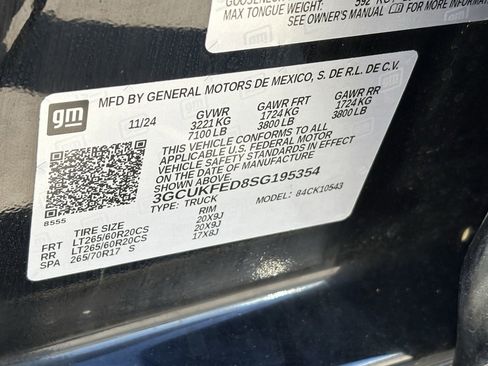 592 KG
MAX TONGUE WEIGHT:
SEE OWNER'S MANUAL
gm
MFD BY GENERAL MOTORS DE MEXICO, S. DE R.L. DE C.V.
11/24 GVWR GAWR FRT GAWR RR
3221 KG 1724 KG 1724 KG
7100 LB 3800 LB 3800 LB
THIS VEHICLE CONFORMS TO ALL APPLICABLE U.S. FEDERAL MOTOR VEHICLE SAFETY STANDARDS IN EFFECT ON THE DATE OF MANUFACTURE SHOWN ABOVE.
3GCUKFED8SG195354
TYPE: TRUCK MODEL: 84CK10543
8555
TIRE SIZE RIM
FRT LT265/60R20CS 20X9J
RR LT265/60R20CS 20X9J
SPA 265/70R17 S 17X8J